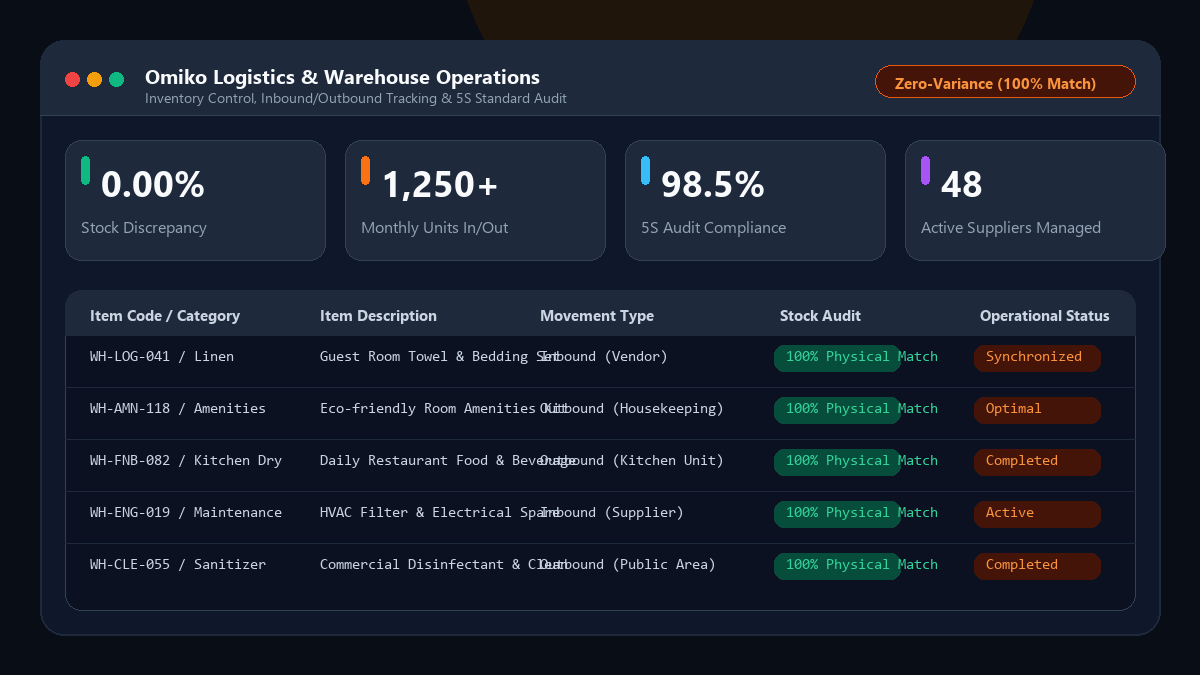 Omiko Logistics & Warehouse Operations
Inventory Control, Inbound/Outbound Tracking & 5S Standard Audit
Zero-Variance (100% Match)
0.00%
Stock Discrepancy
1,250+
Monthly Units In/Out
98.5%
5S Audit Compliance
48
Active Suppliers Managed
Item Code / Category Item Description Movement Type Stock Audit Operational Status
WH-LOG-041 / Linen Guest Room Towel & Bedding Set Inbound (Vendor) 100% Physical Match Synchronized
WH-AMN-118 / Amenities Eco-friendly Room Amenities Kit Outbound (Housekeeping) 100% Physical Match Optimal
WH-FNB-082 / Kitchen Dry Daily Restaurant Food & Beverage Outbound (Kitchen Unit) 100% Physical Match Completed
WH-ENG-019 / Maintenance HVAC Filter & Electrical Spare Inbound (Supplier) 100% Physical Match Active
WH-CLE-055 / Sanitizer Commercial Disinfectant & Clean Outbound (Public Area) 100% Physical Match Completed